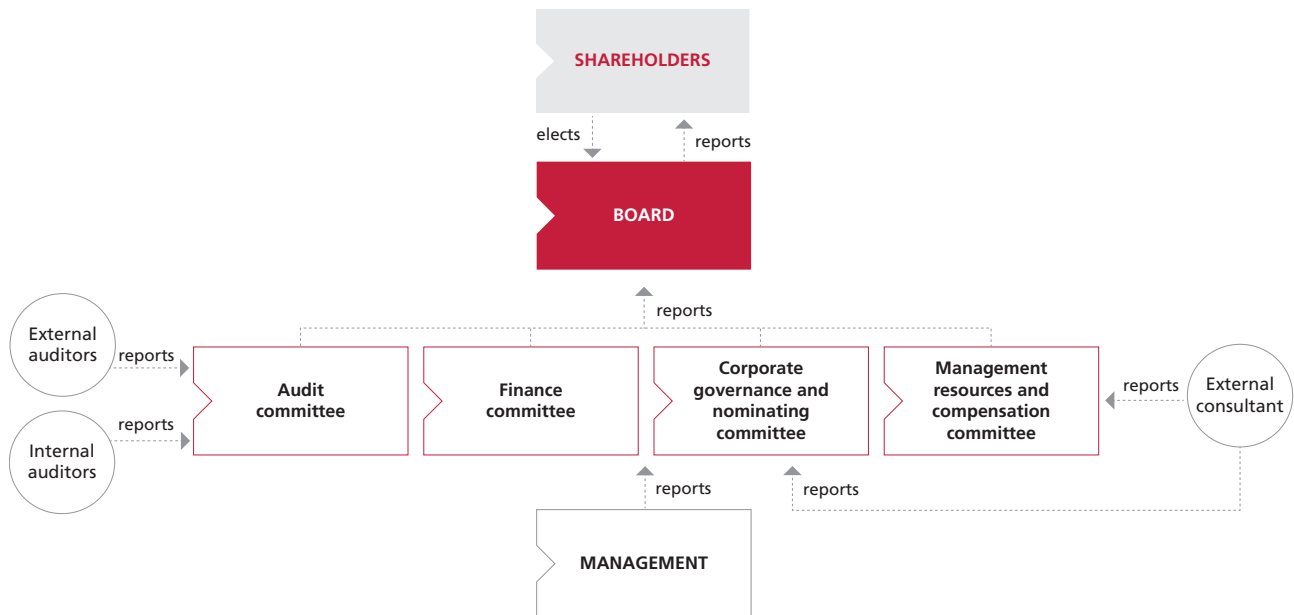 SHAREHOLDERS
elects
reports
BOARD
reports
External
auditors
reports
Internal
auditors
reports
Audit
committee
Finance
committee
Corporate
governance and
nominating
committee
Management
resources and
compensation
committee
reports
External
consultant
reports
reports
MANAGEMENT